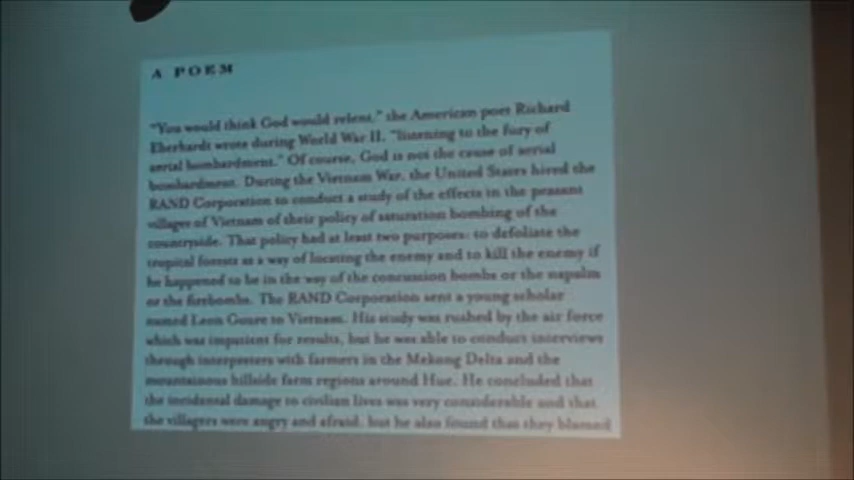 A POEM
"You would think God would relent," the American poet Richard
Eberhardt wrote during World War II, "listening to the fury of
aerial bombardment." Of course, God is not the cause of aerial
bombardment. During the Vietnam War, the United States hired the
RAND Corporation to conduct a study of the effects in the peasant
villages of Vietnam of their policy of saturation bombing of the
countryside. That policy had at least two purposes: to defoliate the
tropical forests as a way of locating the enemy and to kill the enemy if
he happened to be in the way of the concussion bombs or the napalm
or the firebombs. The RAND Corporation sent a young scholar
named Leon Goure to Vietnam. His study was rushed by the air force
which was impatient for results, but he was able to conduct interviews
through interpreters with farmers in the Mekong Delta and the
mountainous hillside farm regions around Hue. He concluded that
the incidental damage to civilian lives was very considerable and that
the villagers were angry and afraid, but he also found that they blamed